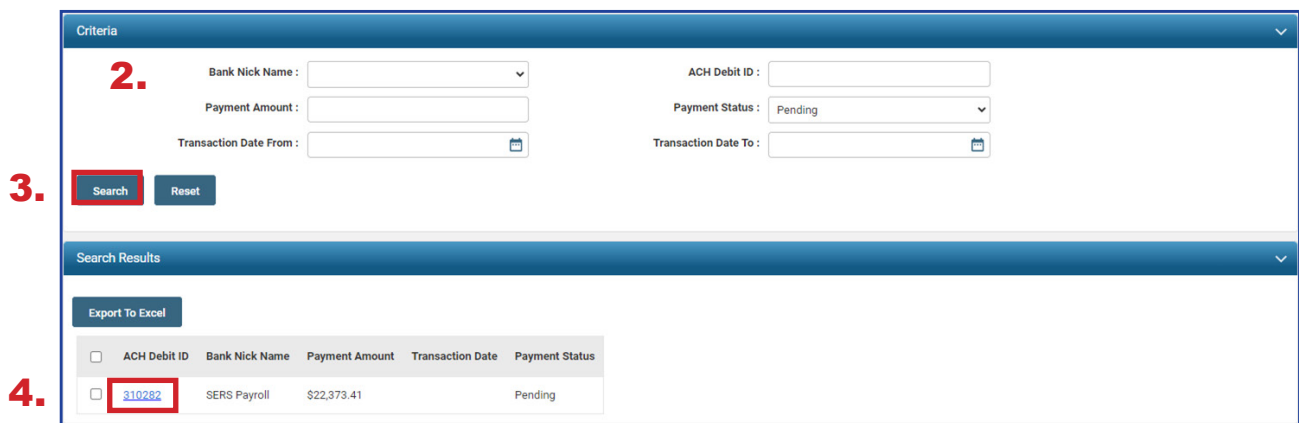 Criteria
2.
Bank Nick Name : ACH Debit ID :
Payment Amount : Payment Status : Pending
Transaction Date From : Transaction Date To :
3. Search Reset
Search Results
Export To Excel
ACH Debit ID Bank Nick Name Payment Amount Transaction Date Payment Status
4. 310282 SERS Payroll $22,373.41 Pending